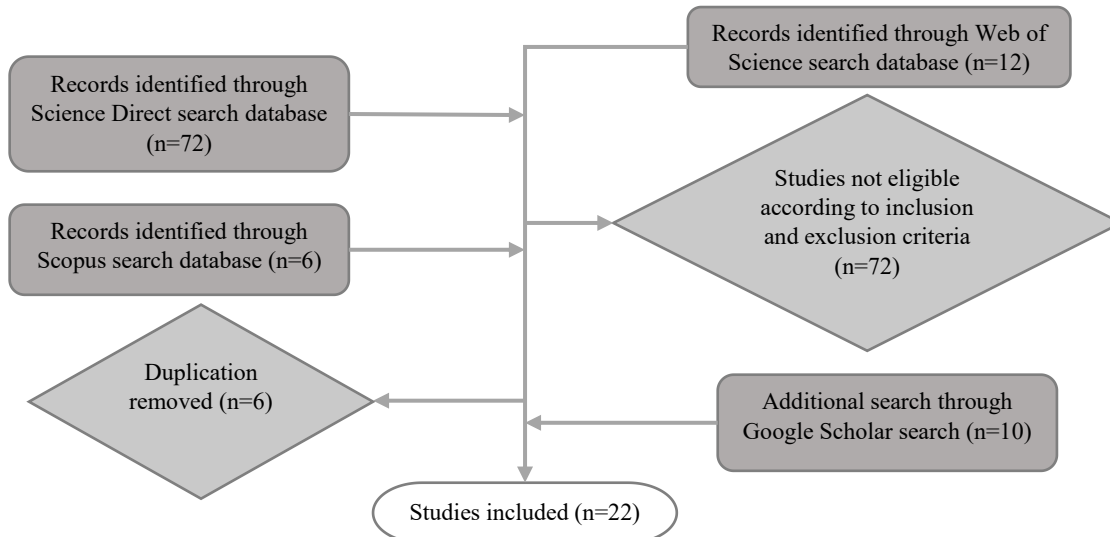 Records identified through Web of
Science search database (n=12)
Records identified through
Science Direct search database
(n=72)
Studies not eligible
according to inclusion
and exclusion criteria
(n=72)
Records identified through
Scopus search database (n=6)
Duplication
removed (n=6)
Additional search through
Google Scholar search (n=10)
Studies included (n=22)